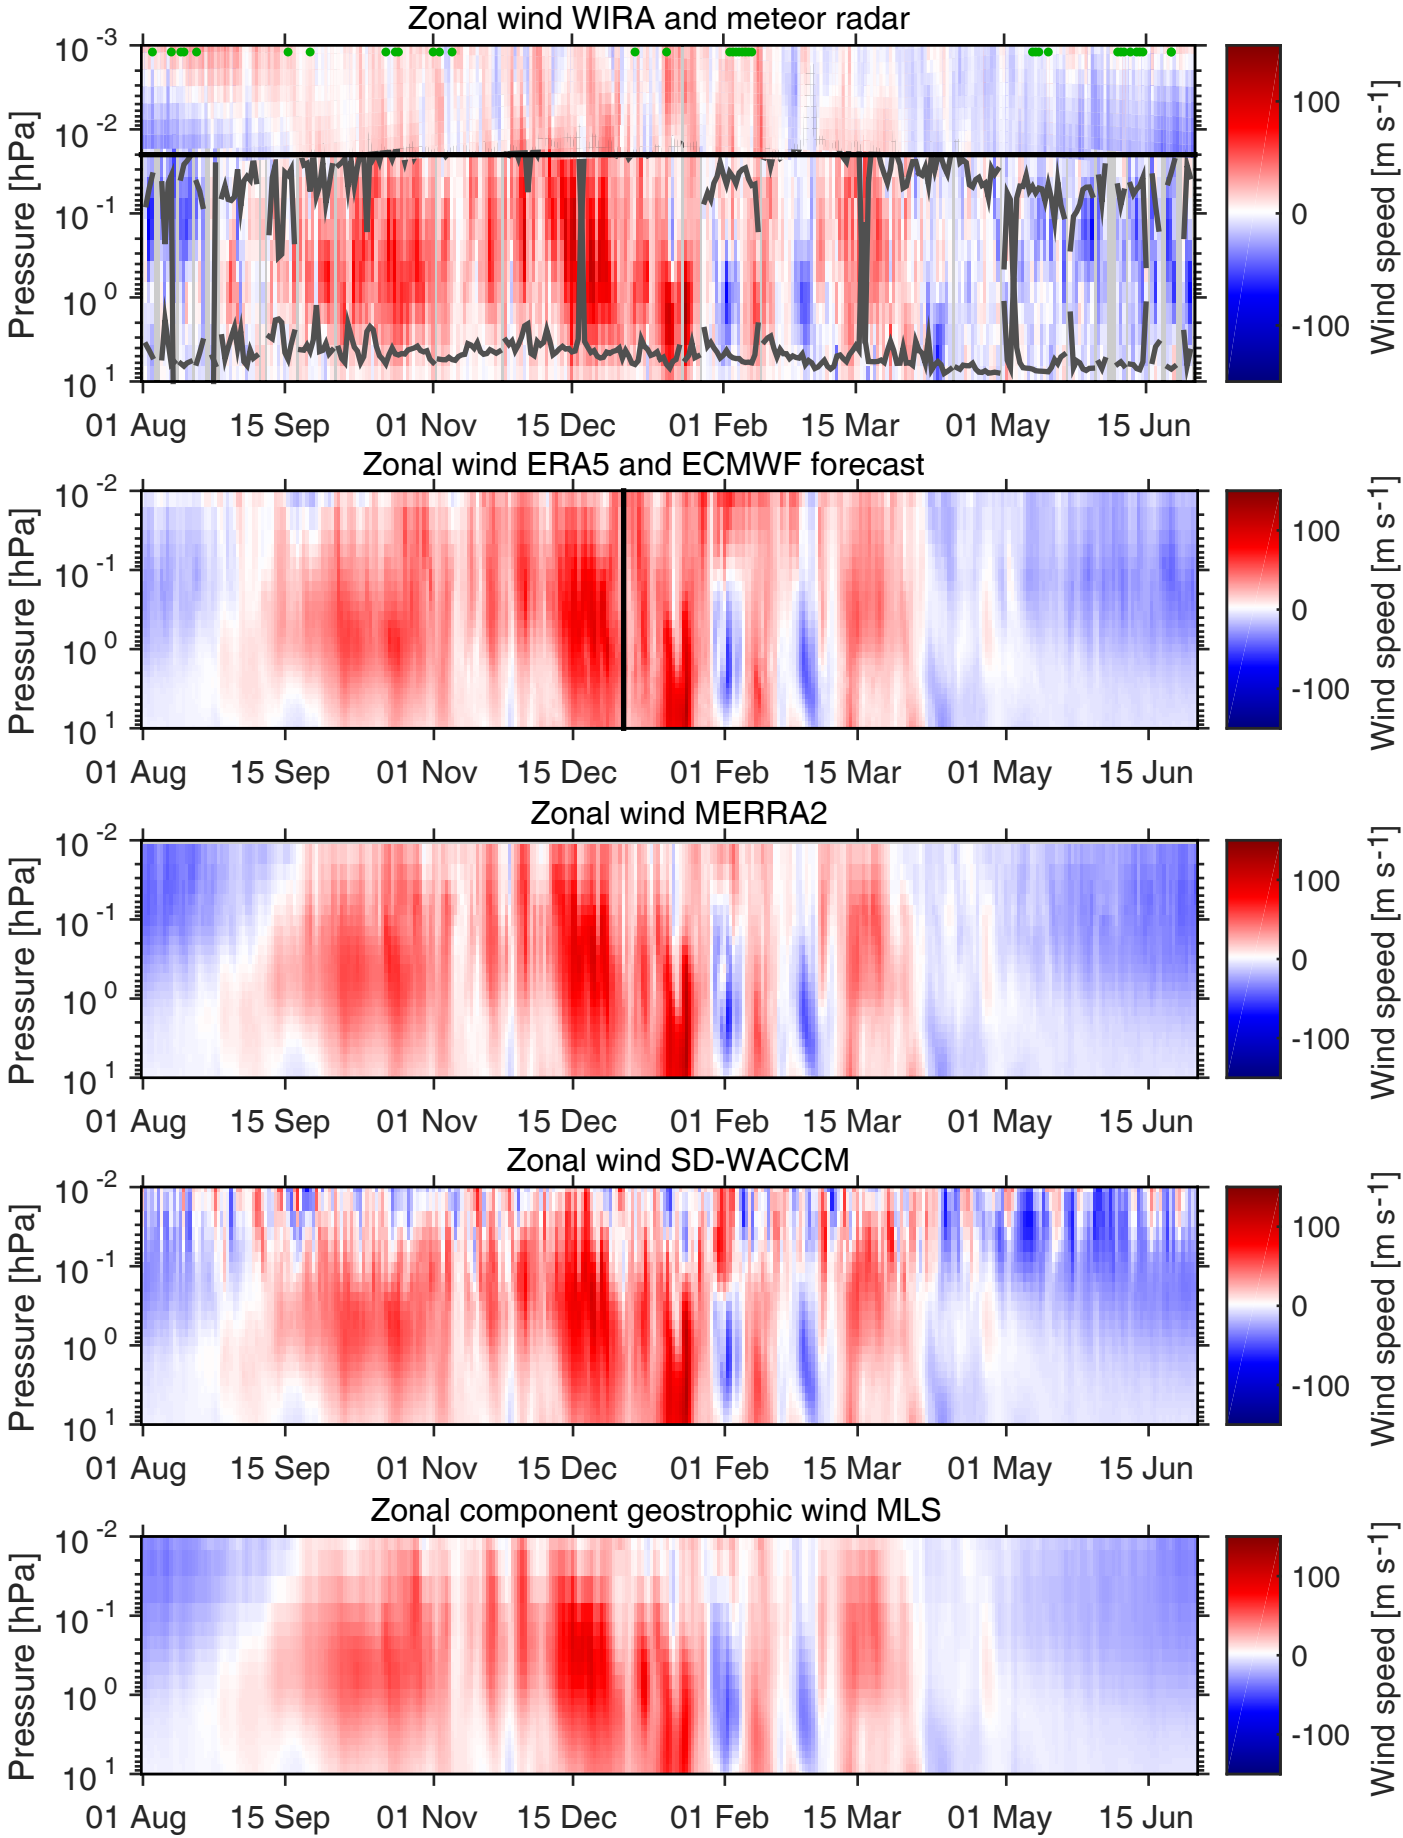 Zonal wind WIRA and meteor radar
Pressure [hPa]
10-3
10-2
10-1
10 0
10 1
01 Aug 15 Sep 01 Nov 15 Dec 01 Feb 15 Mar 01 May 15 Jun
100
0
-100
Wind speed [m s-1]
Zonal wind ERA5 and ECMWF forecast
Pressure [hPa]
10-2
10-1
10 0
10 1
01 Aug 15 Sep 01 Nov 15 Dec 01 Feb 15 Mar 01 May 15 Jun
100
0
-100
Wind speed [m s-1]
Zonal wind MERRA2
Pressure [hPa]
10-2
10-1
10 0
10 1
01 Aug 15 Sep 01 Nov 15 Dec 01 Feb 15 Mar 01 May 15 Jun
100
0
-100
Wind speed [m s-1]
Zonal wind SD-WACCM
Pressure [hPa]
10-2
10-1
10 0
10 1
01 Aug 15 Sep 01 Nov 15 Dec 01 Feb 15 Mar 01 May 15 Jun
100
0
-100
Wind speed [m s-1]
Zonal component geostrophic wind MLS
Pressure [hPa]
10-2
10-1
10 0
10 1
01 Aug 15 Sep 01 Nov 15 Dec 01 Feb 15 Mar 01 May 15 Jun
100
0
-100
Wind speed [m s-1]